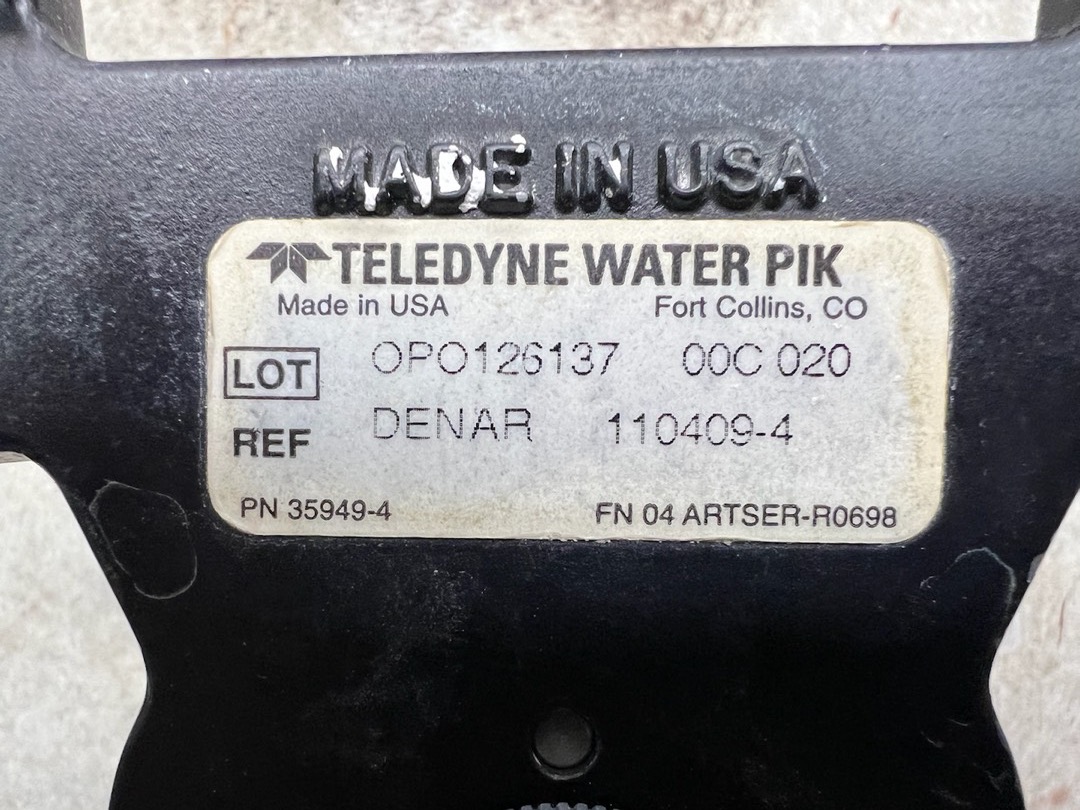 MADE IN USA
TELEDYNE WATER PIK
Made in USA Fort Collins, CO
LOT OPO126137 00C 020
REF DENAR 110409-4
PN 35949-4 FN 04 ARTSER-R0698